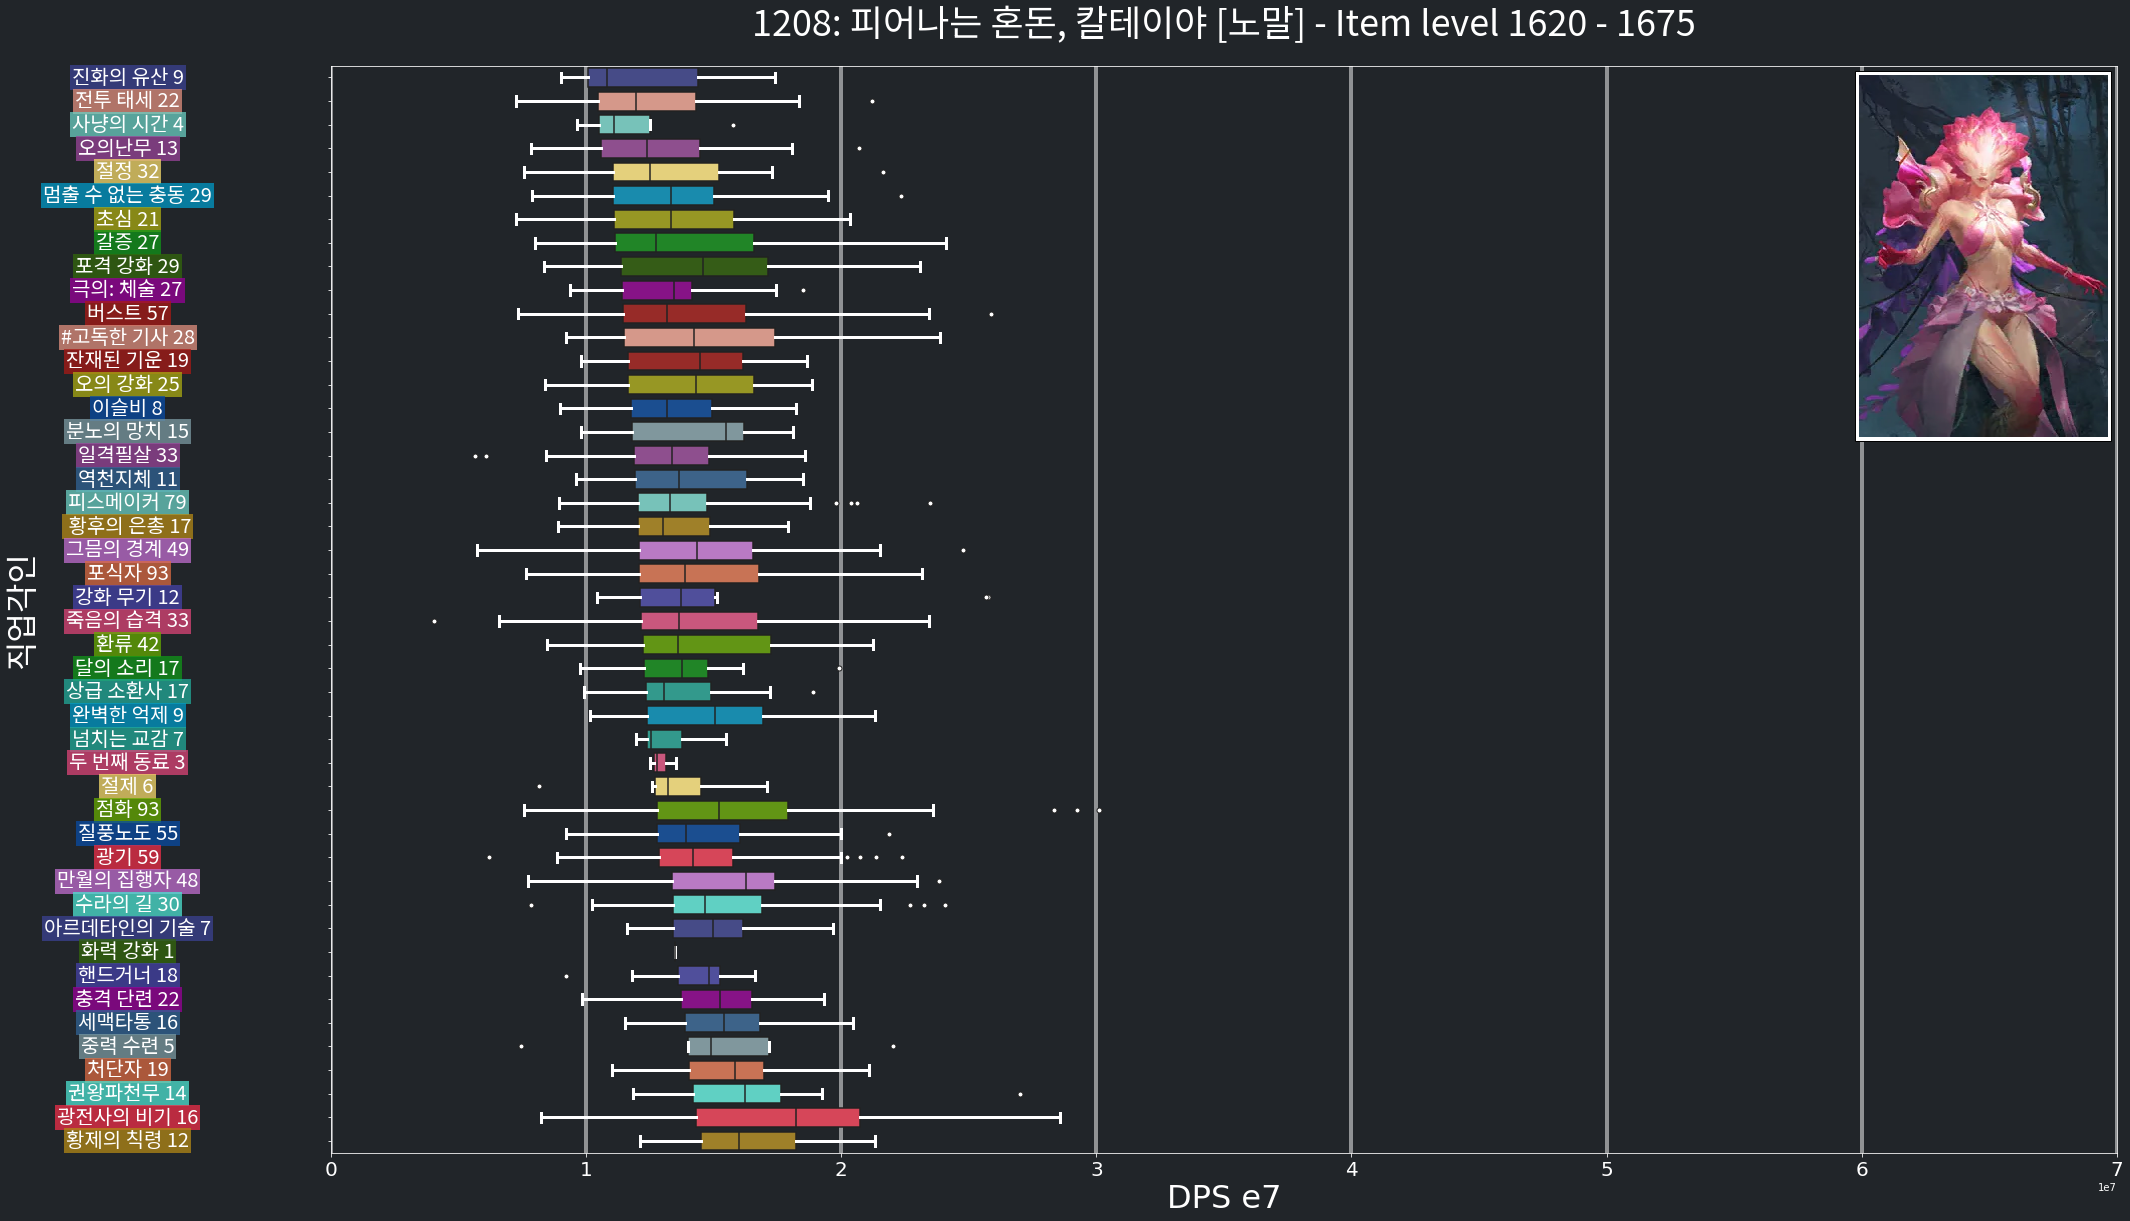 1208: 피어나는 혼돈, 칼테이야 [노말] - Item level 1620 - 1675
직업각인
진화의 유산 9
전투 태세 22
사냥의 시간 4
오의난무 13
절정 32
멈출 수 없는 충동 29
초심 21
갈증 27
포격 강화 29
극의: 체술 27
버스트 57
#고독한 기사 28
잔재된 기운 19
오의 강화 25
이슬비 8
분노의 망치 15
일격필살 33
역천지체 11
피스메이커 79
황후의 은총 17
그믐의 경계 49
포식자 93
강화 무기 12
죽음의 습격 33
환류 42
달의 소리 17
상급 소환사 17
완벽한 억제 9
넘치는 교감 7
두 번째 동료 3
절제 6
점화 93
질풍노도 55
광기 59
만월의 집행자 48
수라의 길 30
아르데타인의 기술 7
화력 강화 1
핸드거너 18
충격 단련 22
세맥타통 16
중력 수련 5
처단자 19
권왕파천무 14
광전사의 비기 16
황제의 칙령 12
0 1 2 3 4 5 6 7
1e7
DPS e7